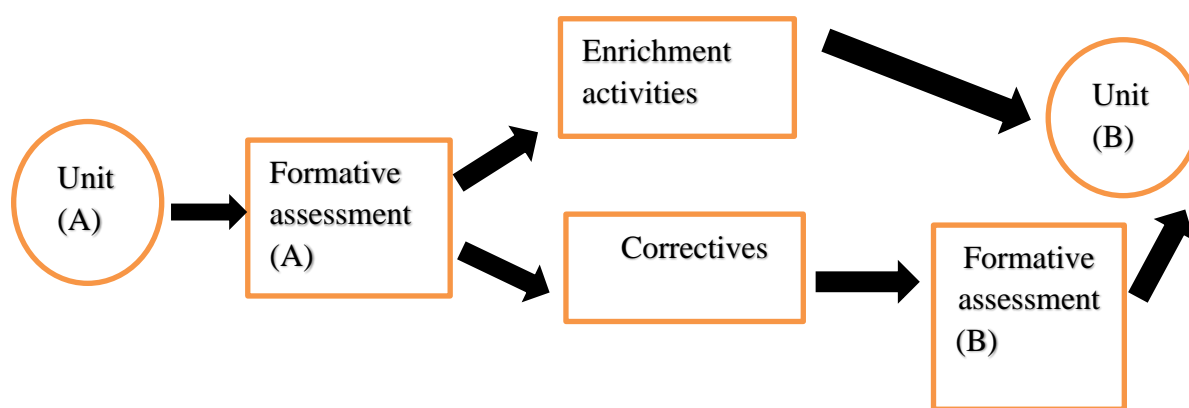 Unit
(A)
Formative
assessment
(A)
Enrichment
activities
Correctives
Formative
assessment
(B)
Unit
(B)